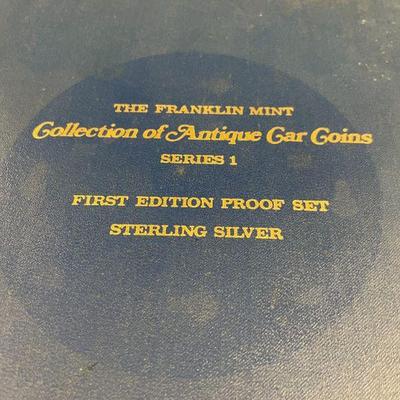 THE FRANKLIN MINT
Collection of Antique Car Coins
SERIES 1
FIRST EDITION PROOF SET
STERLING SILVER